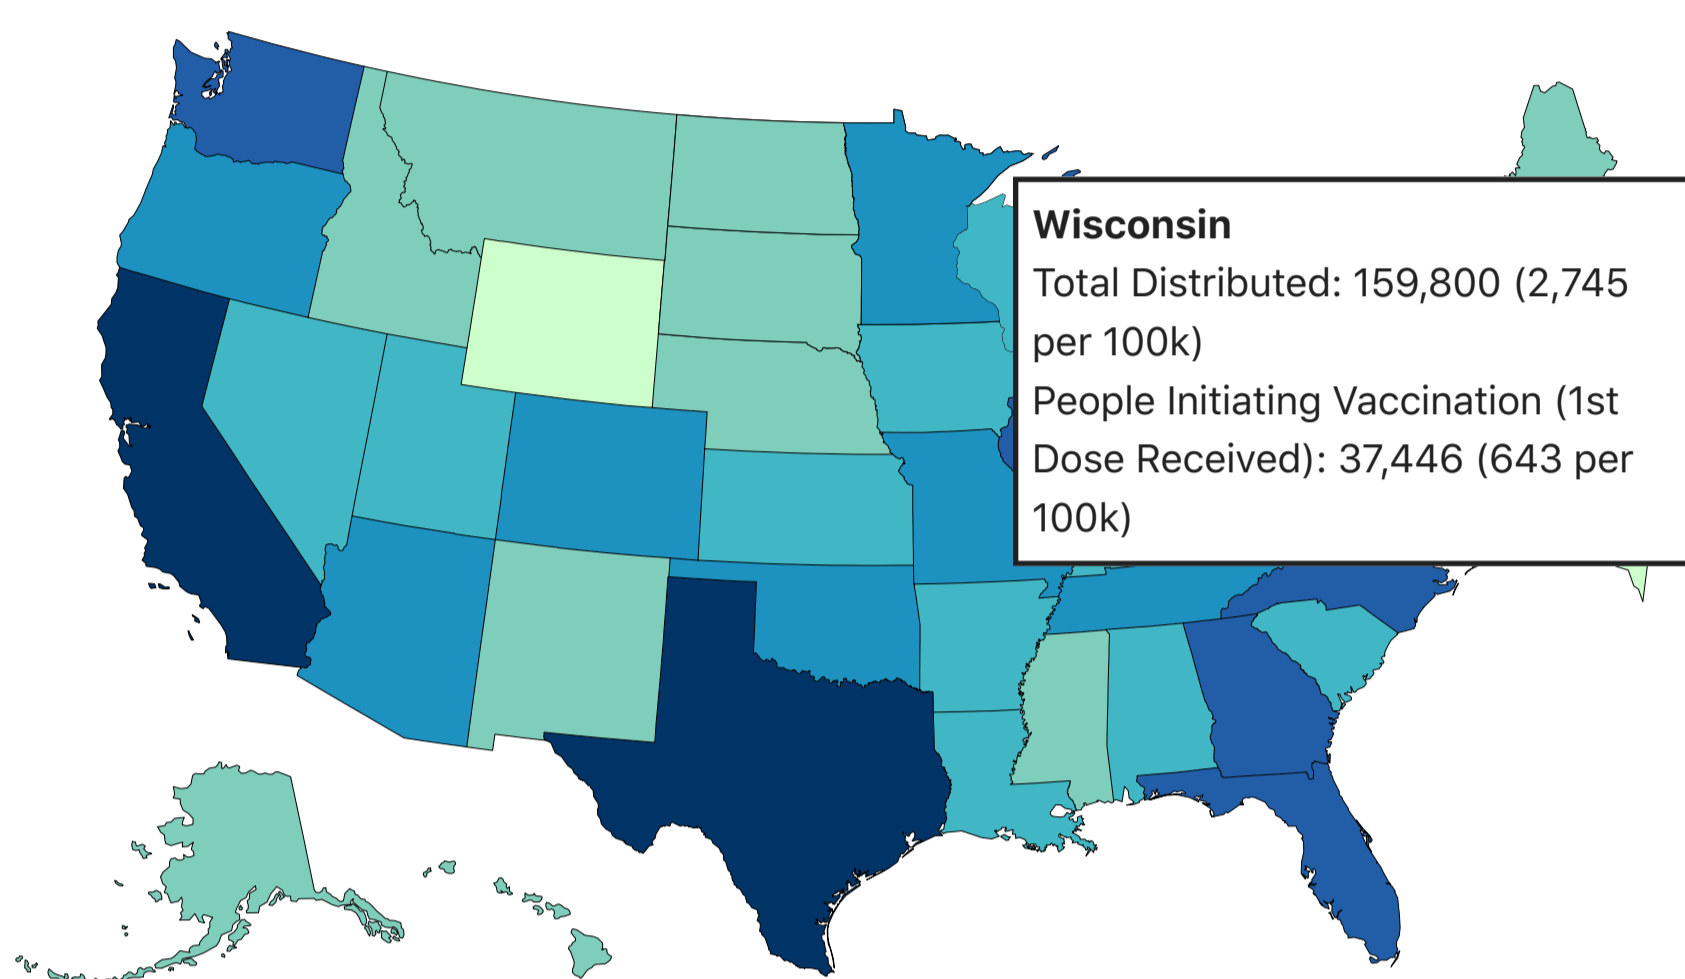 Wisconsin
Total Distributed: 159,800 (2,745
per 100k)
People Initiating Vaccination (1st
Dose Received): 37,446 (643 per
100k)